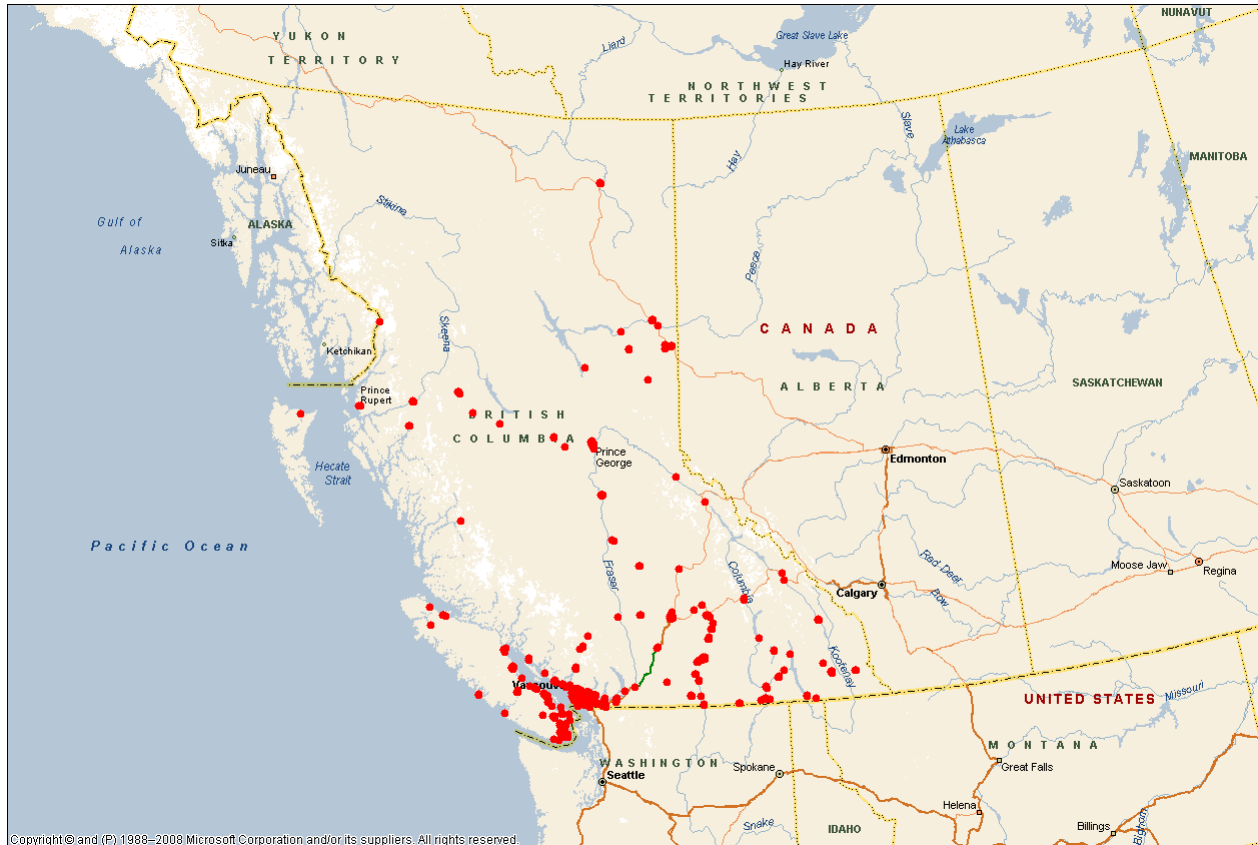 NUNAVUT
YUKON
TERRITORY
Liard
Great Slave Lake
Hay River
NORTHWEST
TERRITORIES
Slave
Lake
Athabasca
Hay
MANITOBA
Juneau
Stikine
Gulf of
Alaska
ALASKA
Sitka
Peace
Skeena
CANADA
Ketchikan
Prince
Rupert
ALBERTA
SASKATCHEWAN
BRITISH
COLUMBIA
Prince
George
Edmonton
Hecate
Strait
Saskatoon
Pacific Ocean
Fraser
Columbia
Red Deer
Moose Jaw
Regina
Calgary
Bow
Kootenay
Vancouv
UNITED STATES
Missouri
MONTANA
WASHINGTON
Seattle
Spokane
Great Falls
Helena
Snake
IDAHO
Billings
Bighorn
Copyright © and (P) 1988–2008 Microsoft Corporation and/or its suppliers. All rights reserved.